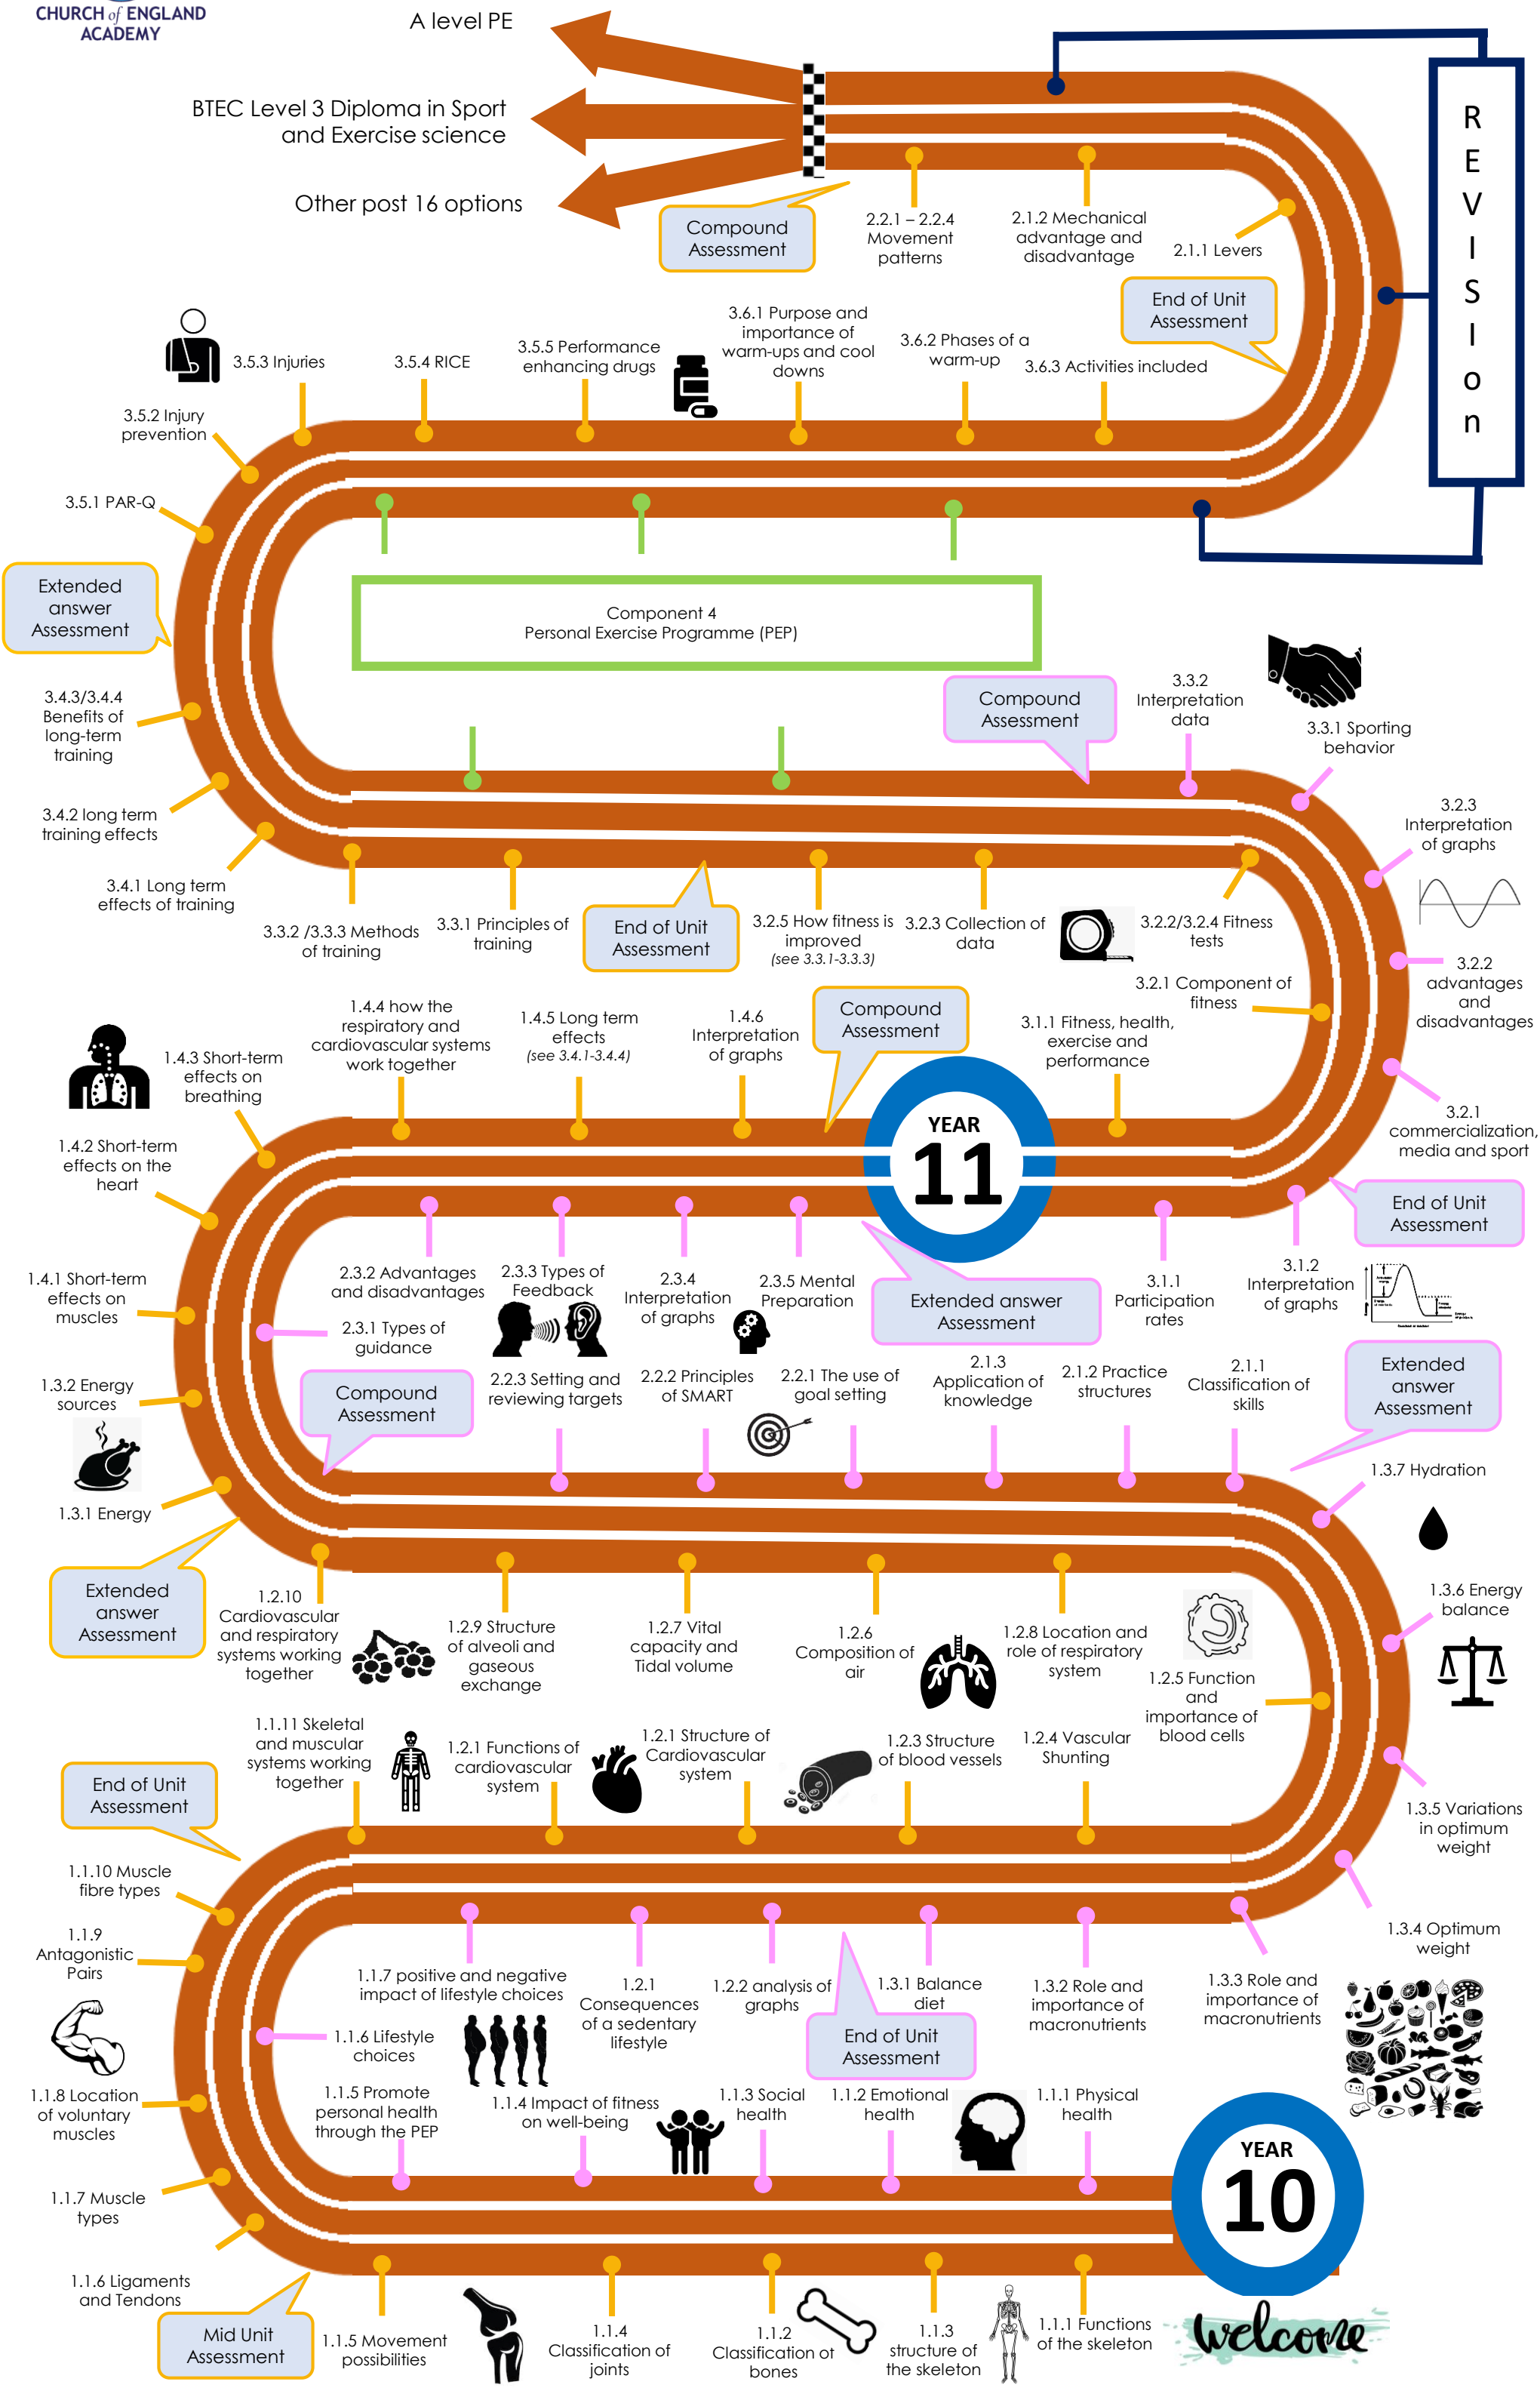 CHURCH of ENGLAND
ACADEMY
A level PE
BTEC Level 3 Diploma in Sport
and Exercise science
Other post 16 options
R
E
V
I
S
I
o
n
Compound
Assessment
2.2.1 – 2.2.4
Movement
patterns
2.1.2 Mechanical
advantage and
disadvantage
2.1.1 Levers
End of Unit
Assessment
3.5.3 Injuries
3.5.4 RICE
3.5.5 Performance
enhancing drugs
3.6.1 Purpose and
importance of
warm-ups and cool
downs
3.6.2 Phases of a
warm-up
3.6.3 Activities included
3.5.2 Injury
prevention
3.5.1 PAR-Q
Extended
answer
Assessment
Component 4
Personal Exercise Programme (PEP)
3.4.3/3.4.4
Benefits of
long-term
training
Compound
Assessment
3.3.2
Interpretation
data
3.3.1 Sporting
behavior
3.4.2 long term
training effects
3.2.3
Interpretation
of graphs
3.4.1 Long term
effects of training
3.3.2 /3.3.3 Methods
of training
3.3.1 Principles of
training
End of Unit
Assessment
3.2.5 How fitness is
improved
(see 3.3.1-3.3.3)
3.2.3 Collection of
data
3.2.2/3.2.4 Fitness
tests
3.2.2
advantages
and
disadvantages
3.2.1 Component of
fitness
1.4.4 how the
respiratory and
cardiovascular systems
work together
1.4.5 Long term
effects
(see 3.4.1-3.4.4)
1.4.6
Interpretation
of graphs
Compound
Assessment
3.1.1 Fitness, health,
exercise and
performance
1.4.3 Short-term
effects on
breathing
3.2.1
commercialization,
media and sport
1.4.2 Short-term
effects on the
heart
YEAR
11
End of Unit
Assessment
1.4.1 Short-term
effects on
muscles
2.3.2 Advantages
and disadvantages
2.3.3 Types of
Feedback
2.3.4
Interpretation
of graphs
2.3.5 Mental
Preparation
Extended answer
Assessment
3.1.1
Participation
rates
3.1.2
Interpretation
of graphs
2.3.1 Types of
guidance
1.3.2 Energy
sources
Compound
Assessment
2.2.3 Setting and
reviewing targets
2.2.2 Principles
of SMART
2.2.1 The use of
goal setting
2.1.3
Application of
knowledge
2.1.2 Practice
structures
2.1.1
Classification of
skills
Extended
answer
Assessment
1.3.7 Hydration
1.3.1 Energy
Extended
answer
Assessment
1.2.10
Cardiovascular
and respiratory
systems working
together
1.2.9 Structure
of alveoli and
gaseous
exchange
1.2.7 Vital
capacity and
Tidal volume
1.2.6
Composition of
air
1.2.8 Location and
role of respiratory
system
1.2.5 Function
and
importance of
blood cells
1.3.6 Energy
balance
1.1.11 Skeletal
and muscular
systems working
together
1.2.1 Functions of
cardiovascular
system
1.2.1 Structure of
Cardiovascular
system
1.2.3 Structure
of blood vessels
1.2.4 Vascular
Shunting
End of Unit
Assessment
1.3.5 Variations
in optimum
weight
1.1.10 Muscle
fibre types
1.1.9
Antagonistic
Pairs
1.3.4 Optimum
weight
1.1.7 positive and negative
impact of lifestyle choices
1.2.1
Consequences
of a sedentary
lifestyle
1.2.2 analysis of
graphs
End of Unit
Assessment
1.3.1 Balance
diet
1.3.2 Role and
importance of
macronutrients
1.3.3 Role and
importance of
macronutrients
1.1.6 Lifestyle
choices
1.1.8 Location
of voluntary
muscles
1.1.5 Promote
personal health
through the PEP
1.1.4 Impact of fitness
on well-being
1.1.3 Social
health
1.1.2 Emotional
health
1.1.1 Physical
health
YEAR
10
1.1.7 Muscle
types
1.1.6 Ligaments
and Tendons
Mid Unit
Assessment
1.1.5 Movement
possibilities
1.1.4
Classification of
joints
1.1.2
Classification of
bones
1.1.3
structure of
the skeleton
1.1.1 Functions
of the skeleton
welcome